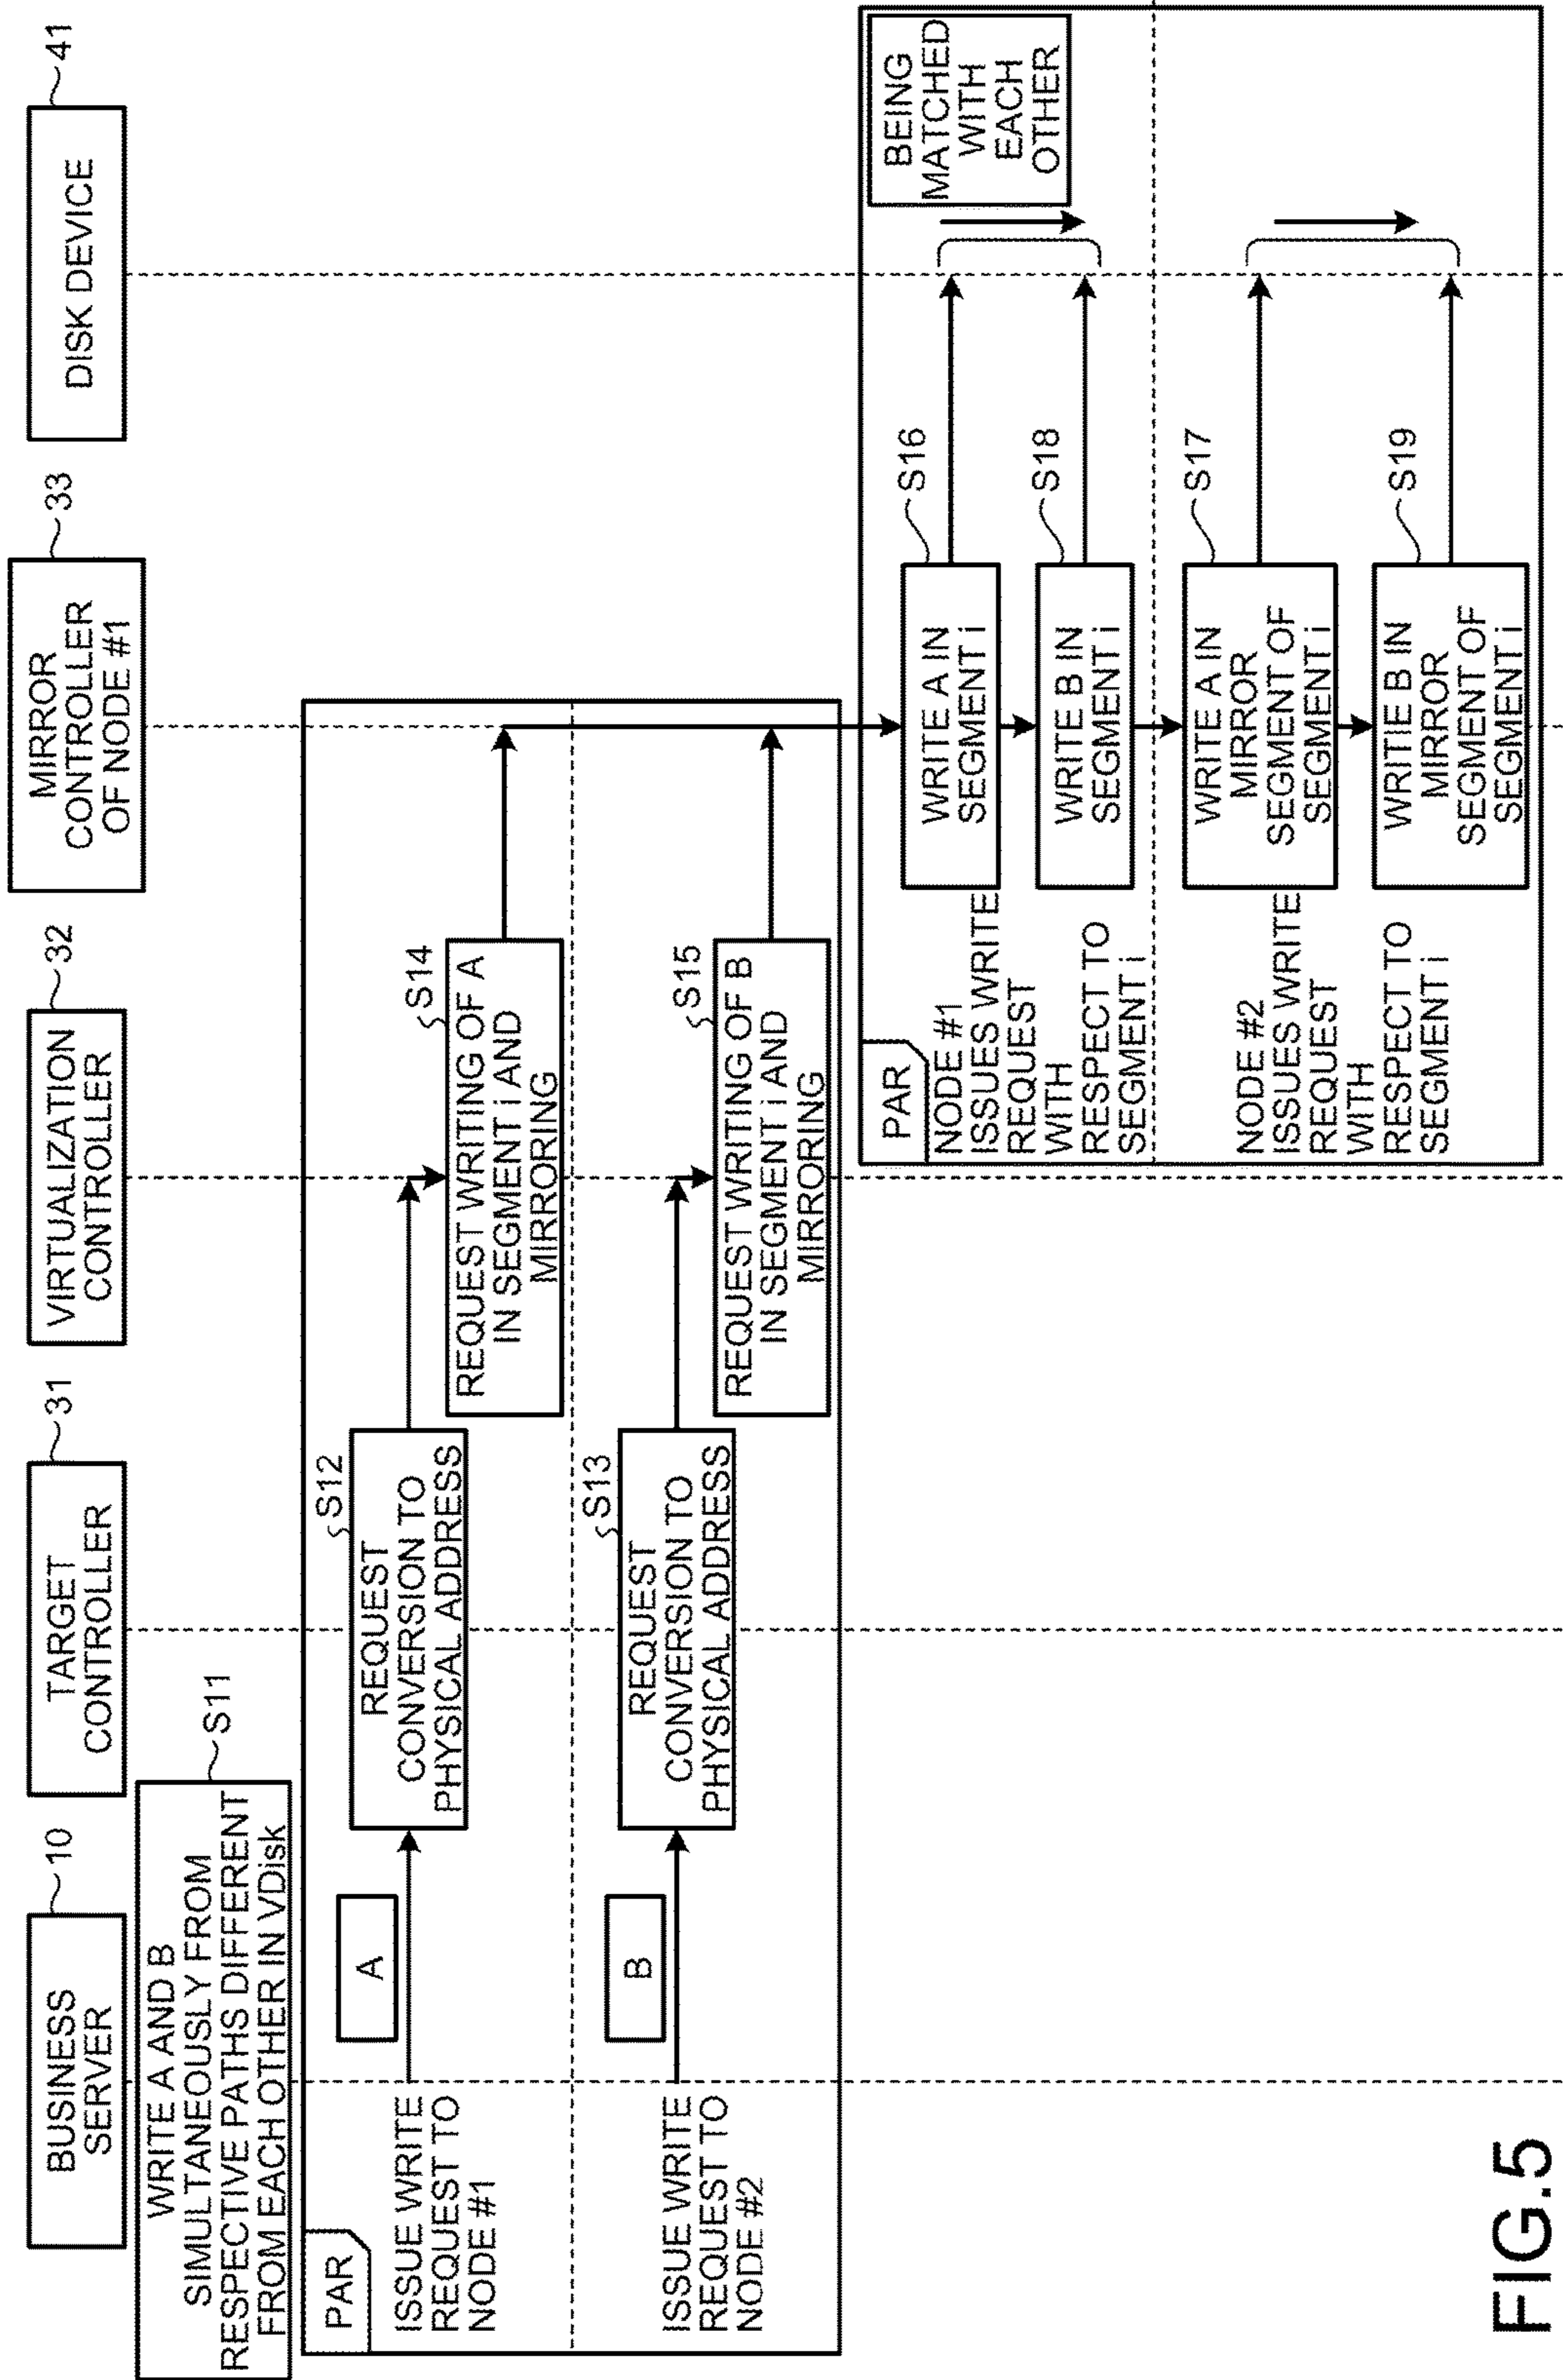 FIG.5
BUSINESS
SERVER
10
TARGET
CONTROLLER
31
VIRTUALIZATION
CONTROLLER
32
MIRROR
CONTROLLER
OF NODE #1
33
DISK DEVICE
41
WRITE A AND B
SIMULTANEOUSLY FROM
RESPECTIVE PATHS DIFFERENT
FROM EACH OTHER IN VDisk
S11
PAR
ISSUE WRITE
REQUEST TO
NODE #1
A
REQUEST
CONVERSION TO
PHYSICAL ADDRESS
S12
REQUEST WRITING OF A
IN SEGMENT i AND
MIRRORING
S14
ISSUE WRITE
REQUEST TO
NODE #2
B
REQUEST
CONVERSION TO
PHYSICAL ADDRESS
S13
REQUEST WRITING OF B
IN SEGMENT i AND
MIRRORING
S15
PAR
NODE #1
ISSUES WRITE
REQUEST
WITH
RESPECT TO
SEGMENT i
WRITE A IN
SEGMENT i
S16
WRITE B IN
SEGMENT i
S18
BEING
MATCHED
WITH
EACH
OTHER
NODE #2
ISSUES WRITE
REQUEST
WITH
RESPECT TO
SEGMENT i
WRITE A IN
MIRROR
SEGMENT OF
SEGMENT i
S17
WRITIE B IN
MIRROR
SEGMENT OF
SEGMENT i
S19